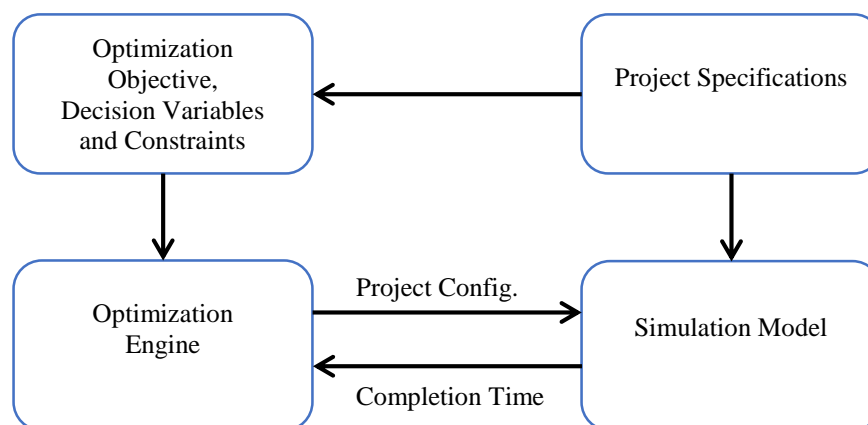 Optimization
Objective,
Decision Variables
and Constraints
Project Specifications
Optimization
Engine
Project Config.
Completion Time
Simulation Model